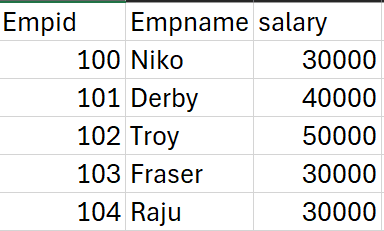 Empid Empname salary
100 Niko 30000
101 Derby 40000
102 Troy 50000
103 Fraser 30000
104 Raju 30000